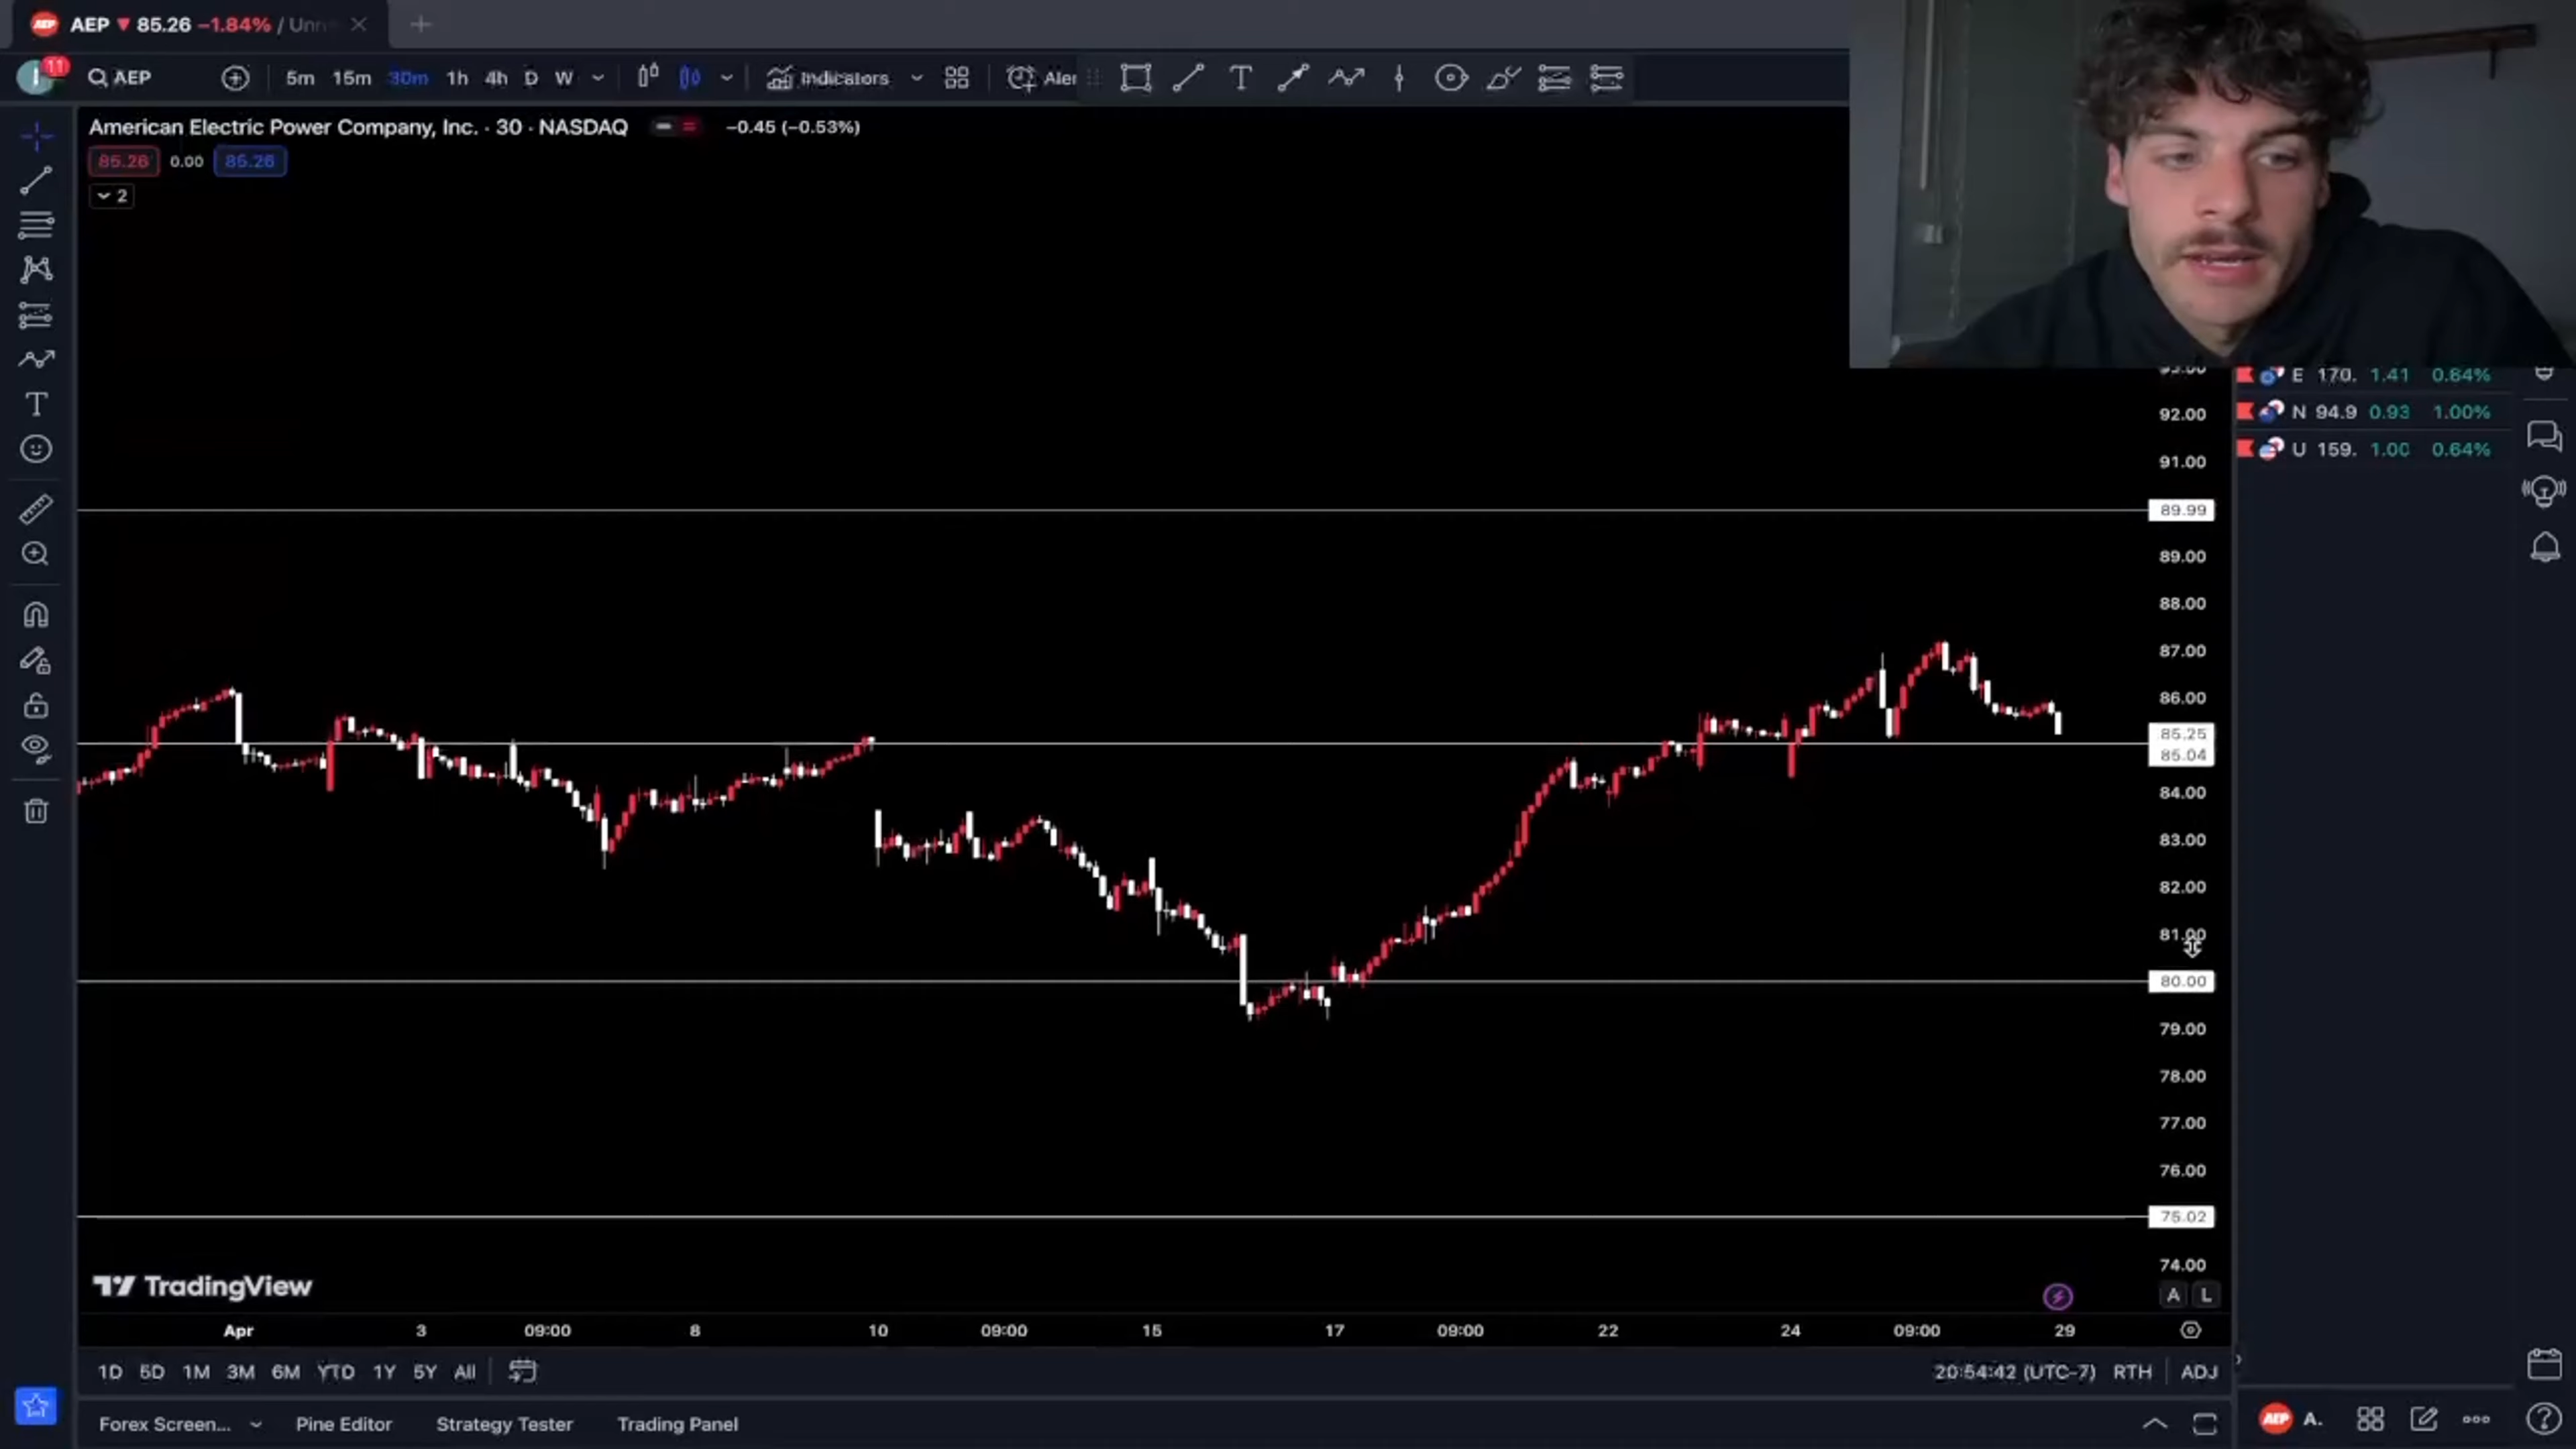 AEP 85.26 −1.84% / Unn
11
AEP 5m 15m 30m 1h 4h D W Indicators Aler
American Electric Power Company, Inc. · 30 · NASDAQ −0.45 (−0.53%)
85.26 0.00 85.26
2
E 170. 1.41 0.84%
92.00
N 94.9 0.93 1.00%
U 159. 1.00 0.64%
91.00
89.99
89.00
88.00
87.00
86.00
85.25
85.04
84.00
83.00
82.00
81.00
80.00
79.00
78.00
77.00
76.00
75.02
74.00
TradingView
A L
Apr 3 09:00 8 10 09:00 15 17 09:00 22 24 09:00 29
1D 5D 1M 3M 6M YTD 1Y 5Y All 20:54:42 (UTC-7) RTH ADJ
Forex Screen... Pine Editor Strategy Tester Trading Panel
AEP A.